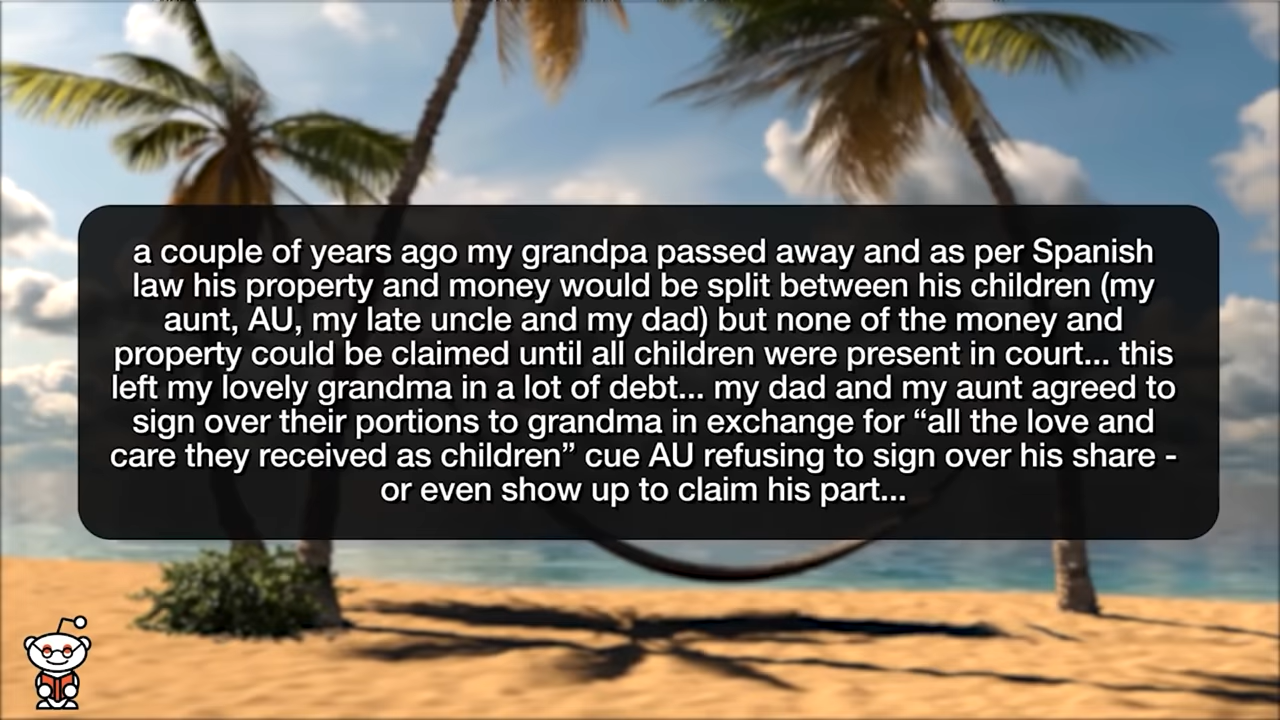 a couple of years ago my grandpa passed away and as per Spanish
law his property and money would be split between his children (my
aunt, AU, my late uncle and my dad) but none of the money and
property could be claimed until all children were present in court... this
left my lovely grandma in a lot of debt... my dad and my aunt agreed to
sign over their portions to grandma in exchange for “all the love and
care they received as children” cue AU refusing to sign over his share -
or even show up to claim his part...